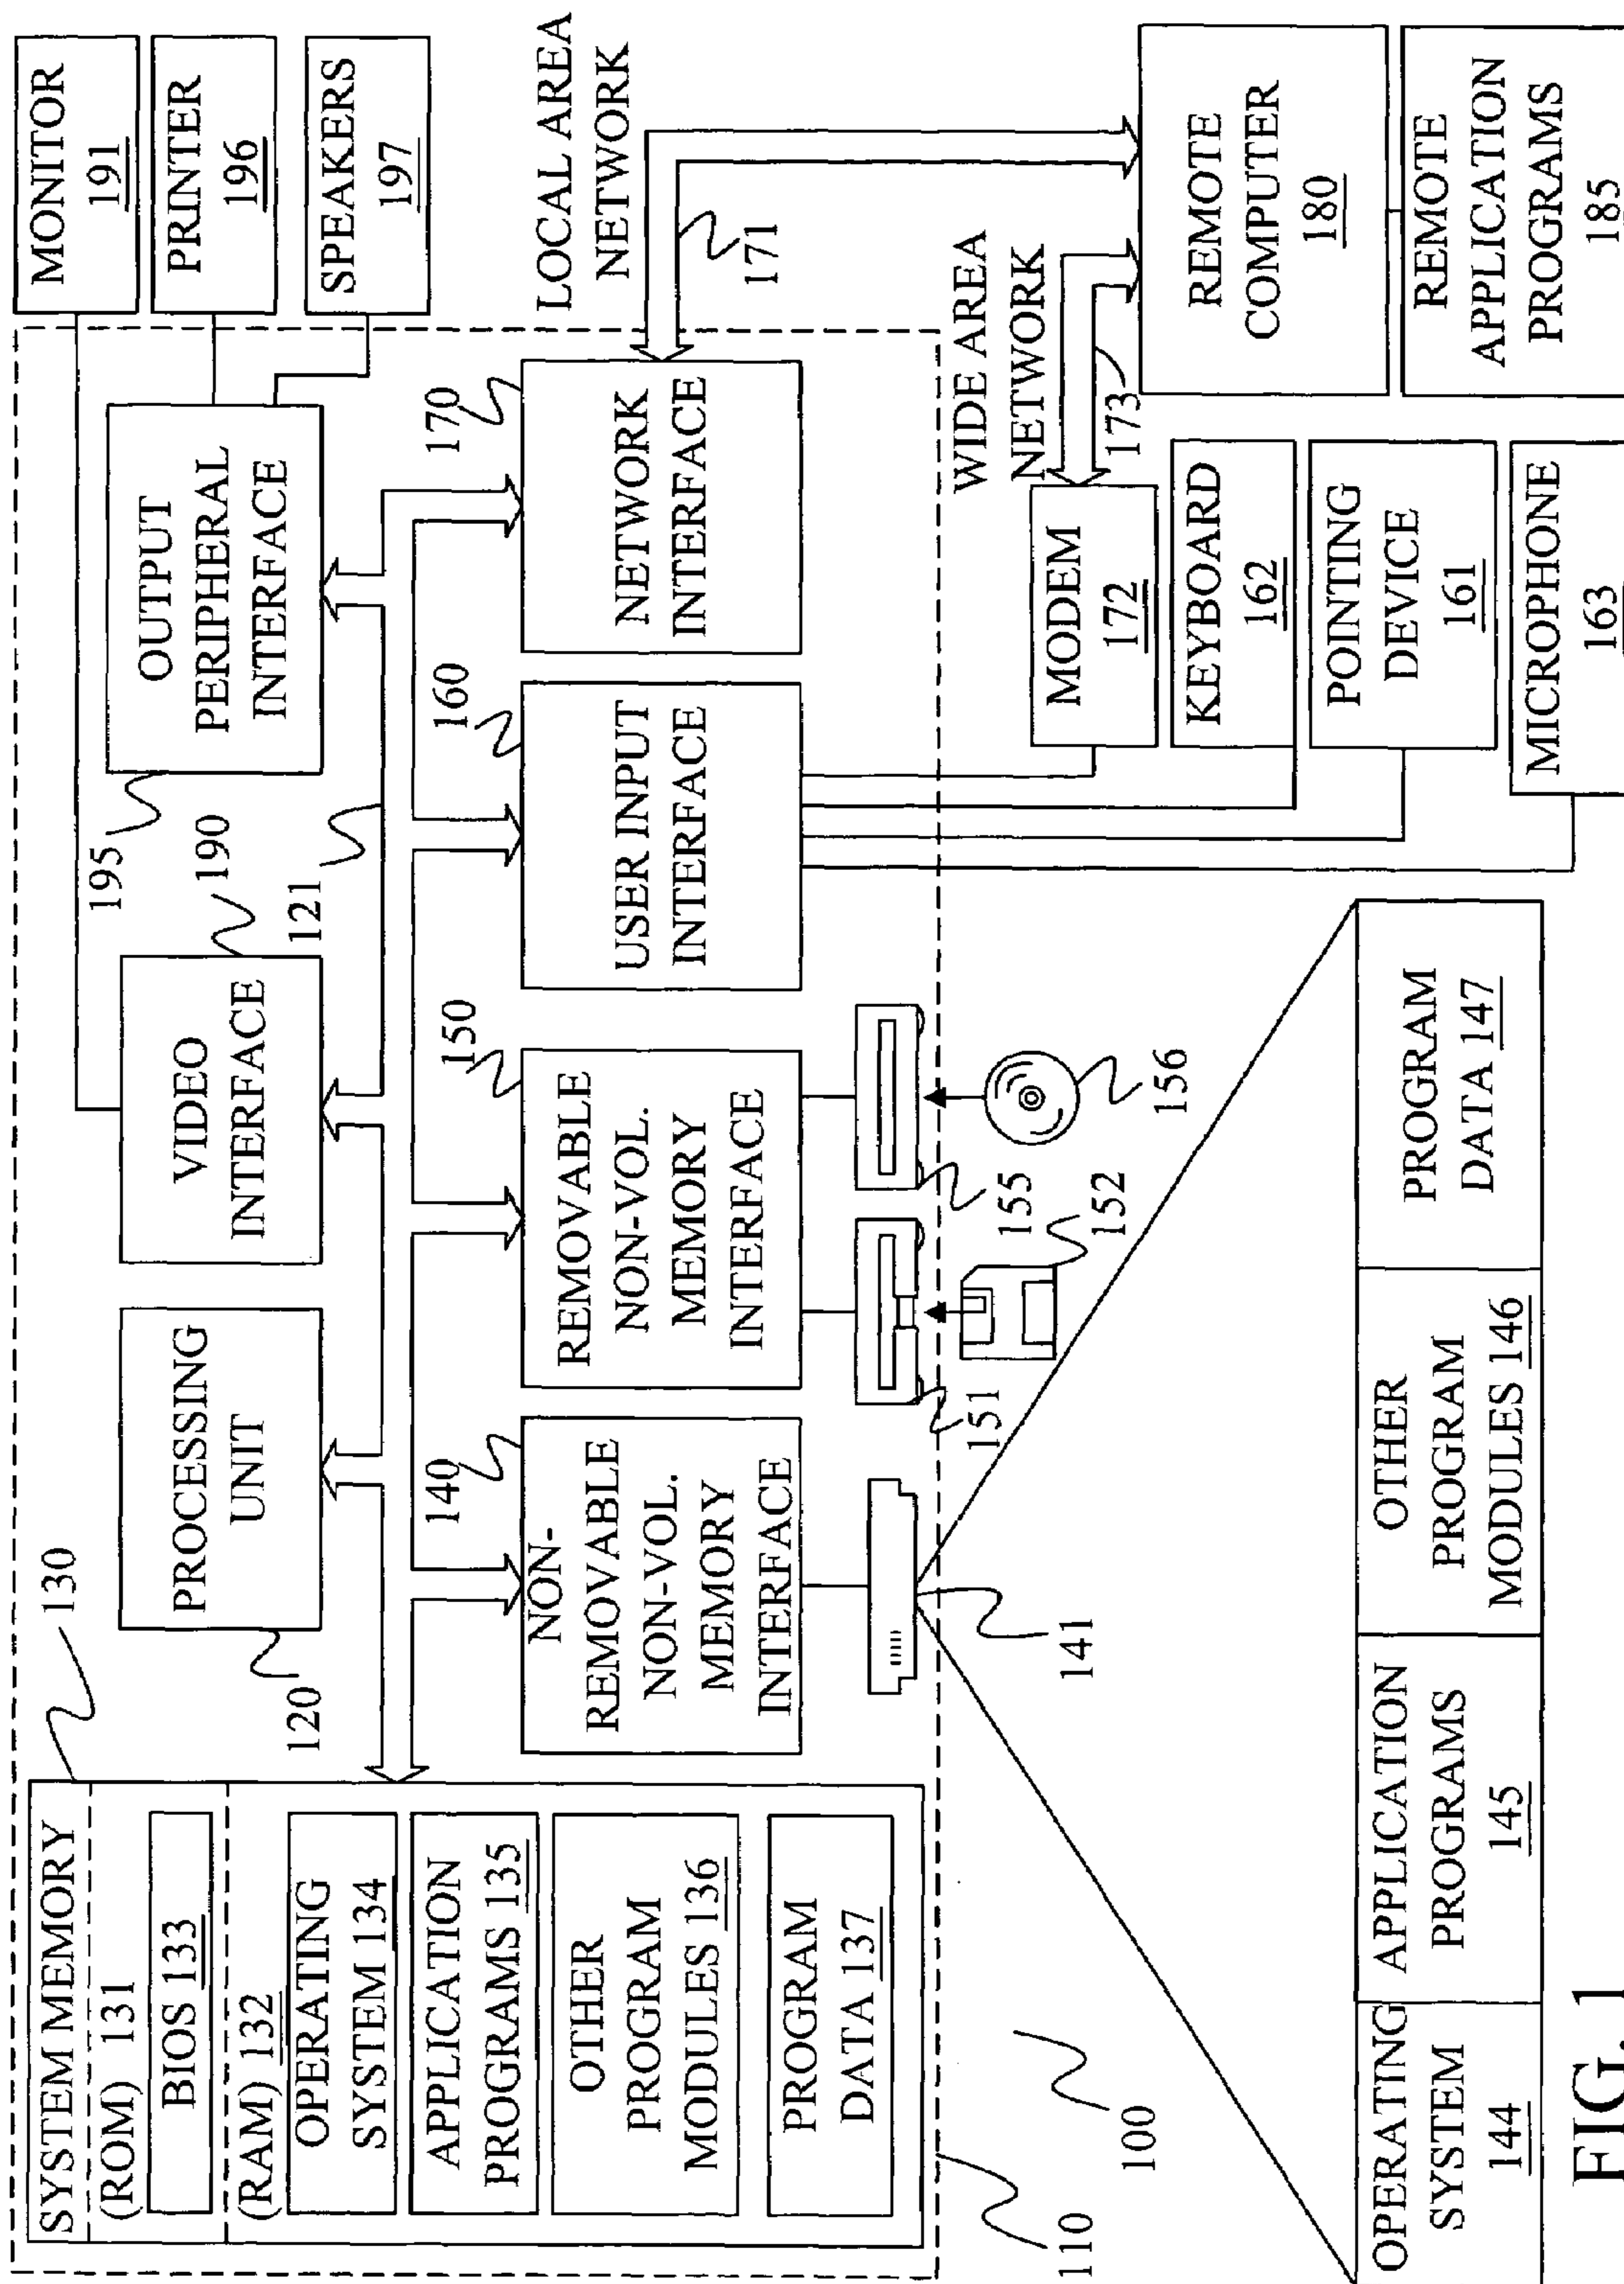 SYSTEM MEMORY
(ROM) 131
BIOS 133
(RAM) 132
OPERATING
SYSTEM 134
APPLICATION
PROGRAMS 135
OTHER
PROGRAM
MODULES 136
PROGRAM
DATA 137
130
PROCESSING
UNIT
120
VIDEO
INTERFACE
190
121
OUTPUT
PERIPHERAL
INTERFACE
195
MONITOR
191
PRINTER
196
SPEAKERS
197
NON-
REMOVABLE
NON-VOL.
MEMORY
INTERFACE
140
REMOVABLE
NON-VOL.
MEMORY
INTERFACE
150
USER INPUT
INTERFACE
160
NETWORK
INTERFACE
170
LOCAL AREA
NETWORK
171
141
151
152
155
156
WIDE AREA
NETWORK
173
MODEM
172
KEYBOARD
162
POINTING
DEVICE
161
MICROPHONE
163
REMOTE
COMPUTER
180
REMOTE
APPLICATION
PROGRAMS
185
110
100
OPERATING
SYSTEM
144
APPLICATION
PROGRAMS
145
OTHER
PROGRAM
MODULES 146
PROGRAM
DATA 147
FIG. 1